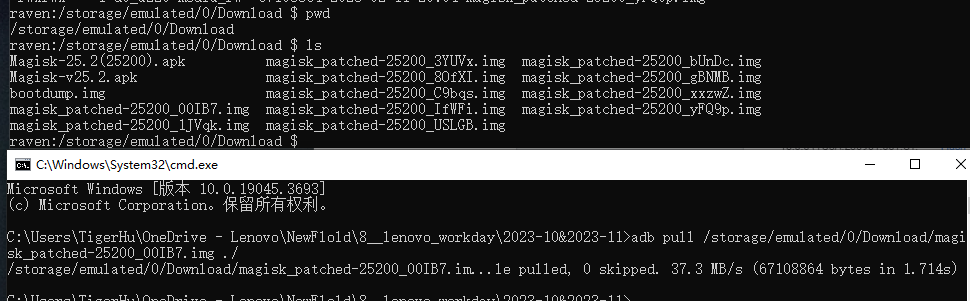 raven:/storage/emulated/0/Download $ pwd
/storage/emulated/0/Download
raven:/storage/emulated/0/Download $ ls
Magisk-25.2(25200).apk magisk_patched-25200_3YUVx.img magisk_patched-25200_bUnDc.img
Magisk-v25.2.apk magisk_patched-25200_8OfXI.img magisk_patched-25200_gBNMB.img
bootdump.img magisk_patched-25200_C9bqs.img magisk_patched-25200_xxzwZ.img
magisk_patched-25200_00IB7.img magisk_patched-25200_IfWFi.img magisk_patched-25200_yFQ9p.img
magisk_patched-25200_1JVqk.img magisk_patched-25200_USLGB.img
raven:/storage/emulated/0/Download $
C:\Windows\System32\cmd.exe
Microsoft Windows [版本 10.0.19045.3693]
(c) Microsoft Corporation。保留所有权利。
C:\Users\TigerHu\OneDrive - Lenovo\NewFlold\8__lenovo_workday\2023-10&2023-11>adb pull /storage/emulated/0/Download/magi
sk_patched-25200_00IB7.img ./
/storage/emulated/0/Download/magisk_patched-25200_00IB7.im...le pulled, 0 skipped. 37.3 MB/s (67108864 bytes in 1.714s)